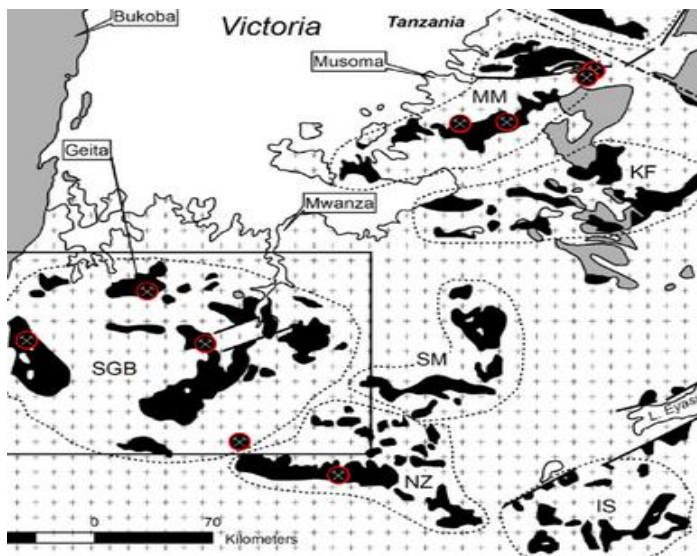 Bukoba
Victoria
Tanzania
Musoma
MM
Geita
KF
Mwanza
SGB
SM
L. Eyasi
NZ
IS
0 70
Kilometers